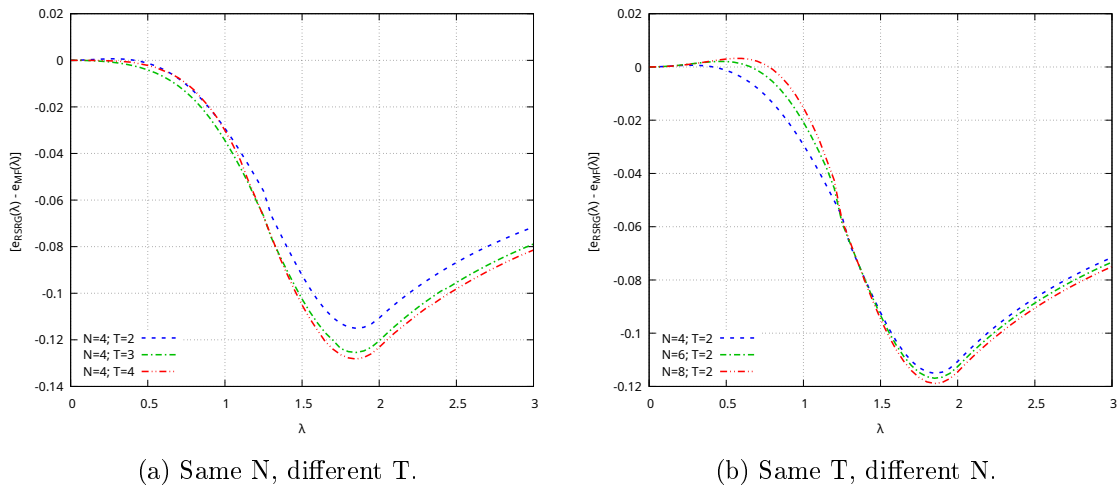 0.02
0
-0.02
-0.04
-0.06
-0.08
-0.1
-0.12
-0.14
[e_RSRG(λ) - e_MF(λ)]
N=4; T=2
N=4; T=3
N=4; T=4
0 0.5 1 1.5 2 2.5 3
λ
(a) Same N, different T.
0.02
0
-0.02
-0.04
-0.06
-0.08
-0.1
-0.12
[e_RSRG(λ) - e_MF(λ)]
N=4; T=2
N=6; T=2
N=8; T=2
0 0.5 1 1.5 2 2.5 3
λ
(b) Same T, different N.